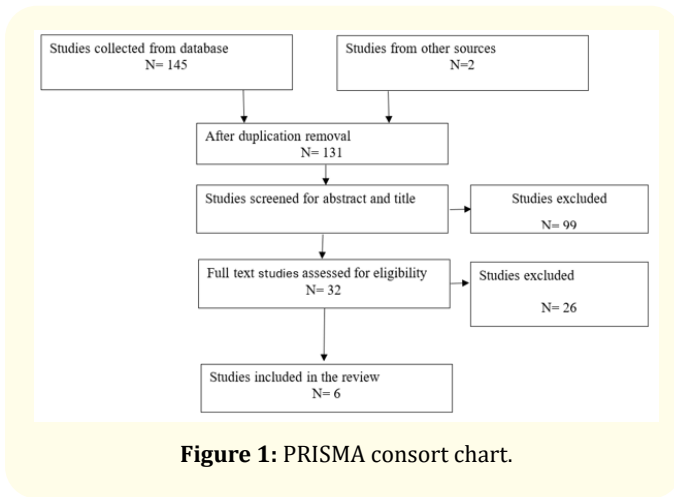 Studies collected from database
N= 145
Studies from other sources
N=2
After duplication removal
N= 131
Studies screened for abstract and title
Studies excluded
N= 99
Full text studies assessed for eligibility
N= 32
Studies excluded
N= 26
Studies included in the review
N= 6
Figure 1: PRISMA consort chart.